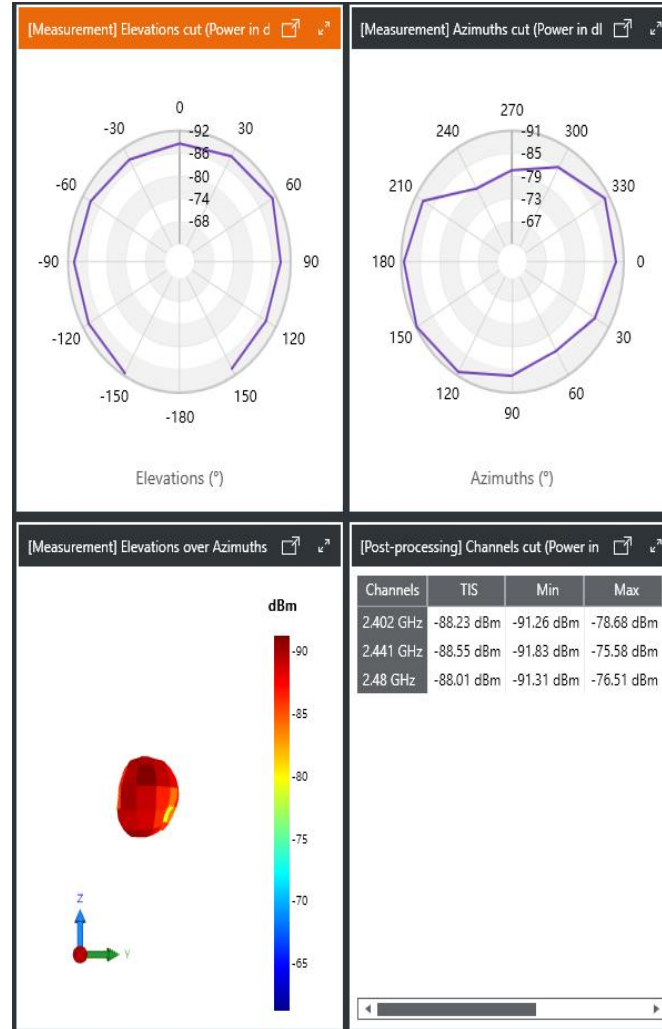 [Measurement] Elevations cut (Power in d
0
-30 30
-60 60
-90 90
-120 120
-150 150
-180
-92
-86
-80
-74
-68
Elevations (°)
[Measurement] Azimuths cut (Power in dI
270
240 300
210 330
180 0
150 30
120 60
90
-91
-85
-79
-73
-67
Azimuths (°)
[Measurement] Elevations over Azimuths
dBm
-90
-85
-80
-75
-70
-65
Z
Y
[Post-processing] Channels cut (Power in
Channels TIS Min Max
2.402 GHz -88.23 dBm -91.26 dBm -78.68 dBm
2.441 GHz -88.55 dBm -91.83 dBm -75.58 dBm
2.48 GHz -88.01 dBm -91.31 dBm -76.51 dBm